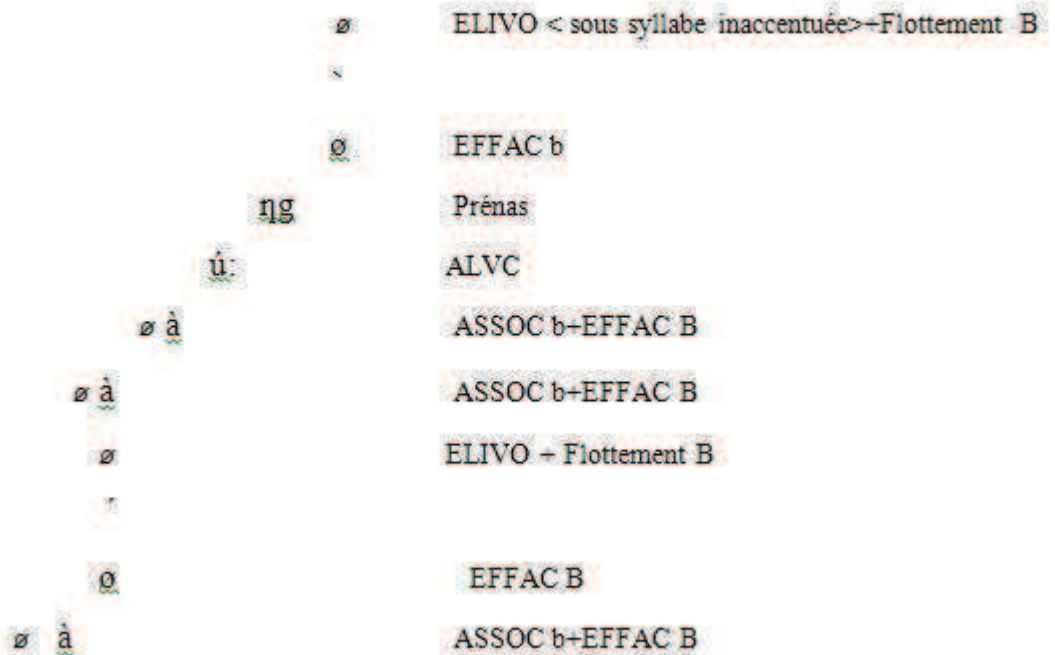 ø ELIVO < sous syllabe inaccentuée>+Flottement B
`
ø EFFAC b
ŋg Prénas
ú: ALVC
ø à ASSOC b+EFFAC B
ø à ASSOC b+EFFAC B
ø ELIVO + Flottement B
ø EFFAC B
ø à ASSOC b+EFFAC B